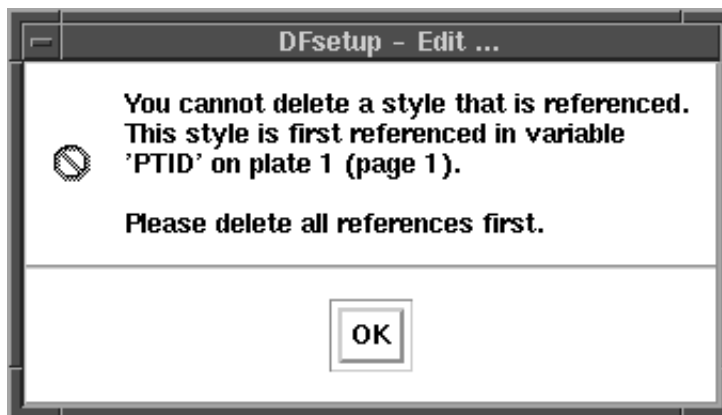 DFsetup - Edit ...
You cannot delete a style that is referenced.
This style is first referenced in variable
'PTID' on plate 1 (page 1).
Please delete all references first.
OK